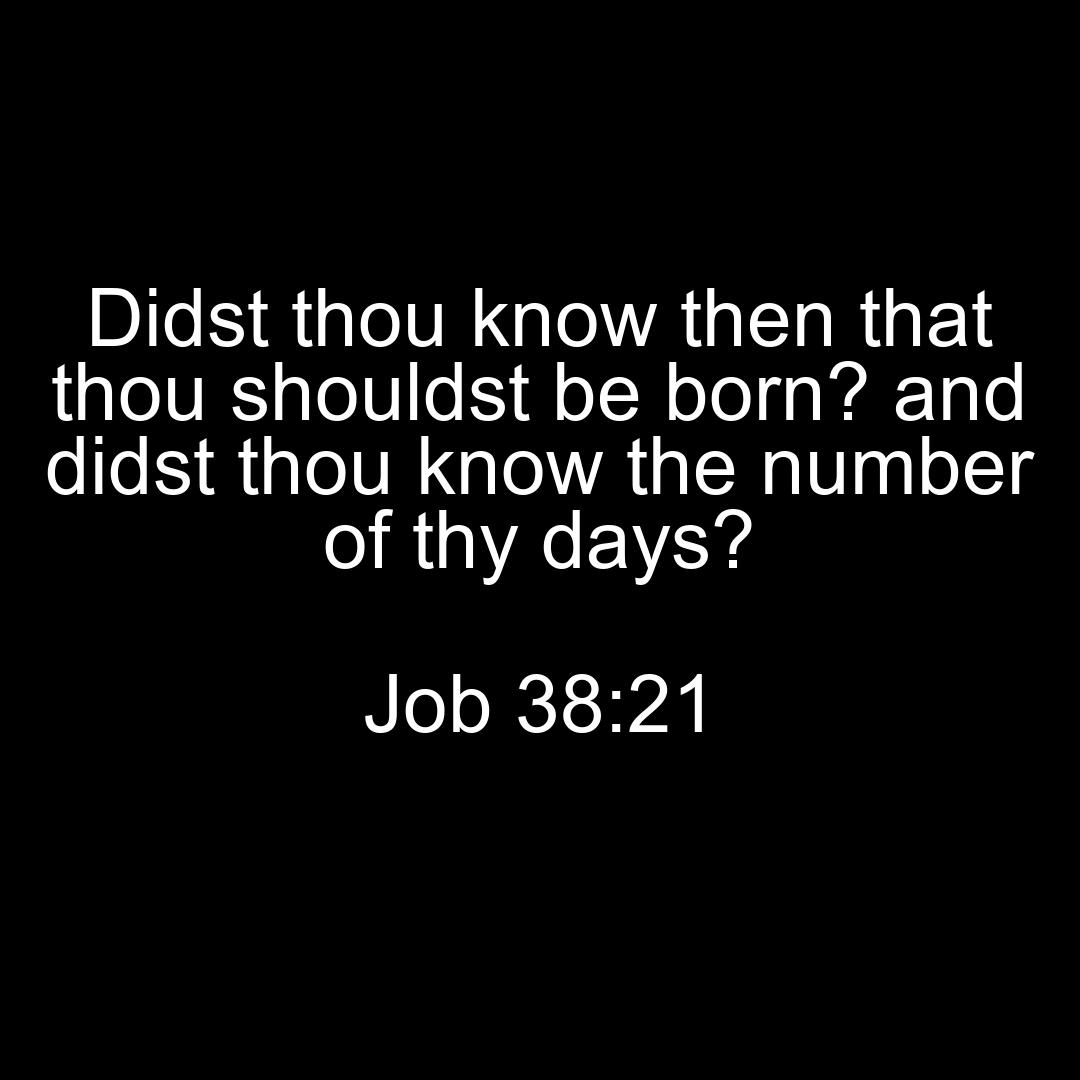 Didst thou know then that
thou shouldst be born? and
didst thou know the number
of thy days?
Job 38:21